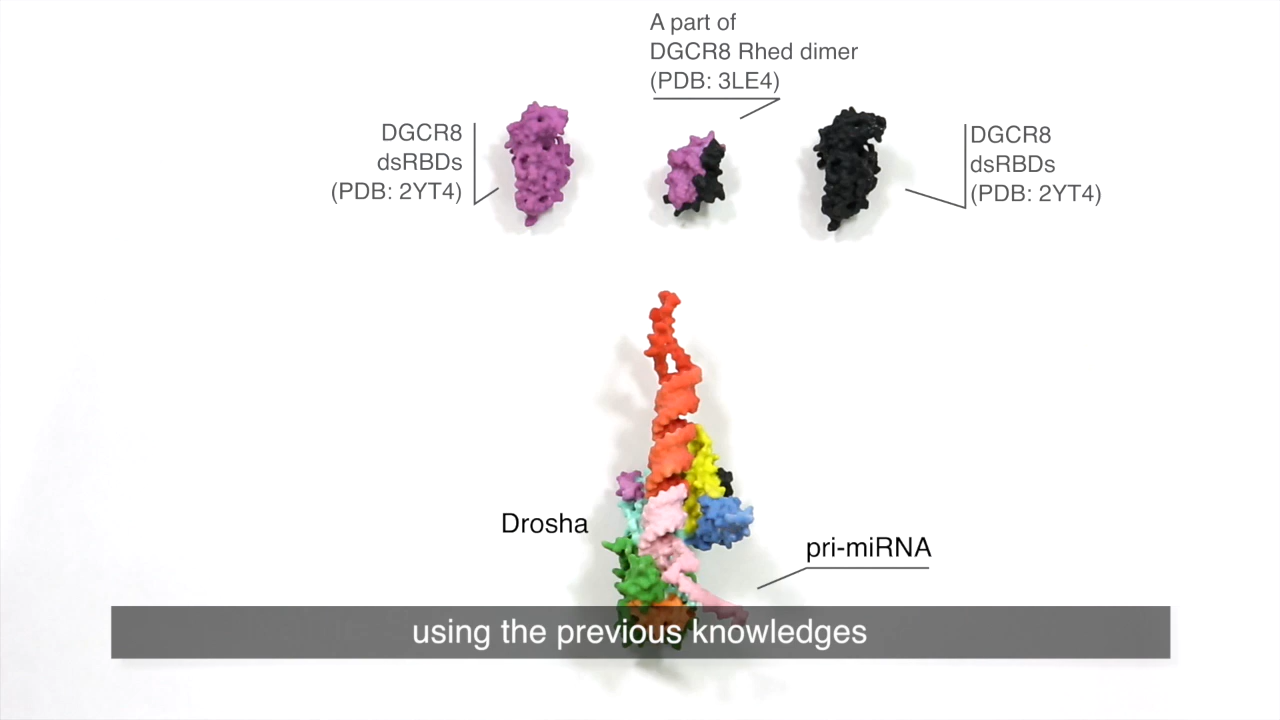 A part of
DGCR8 Rhed dimer
(PDB: 3LE4)
DGCR8
dsRBDs
(PDB: 2YT4)
DGCR8
dsRBDs
(PDB: 2YT4)
Drosha
pri-miRNA
using the previous knowledges